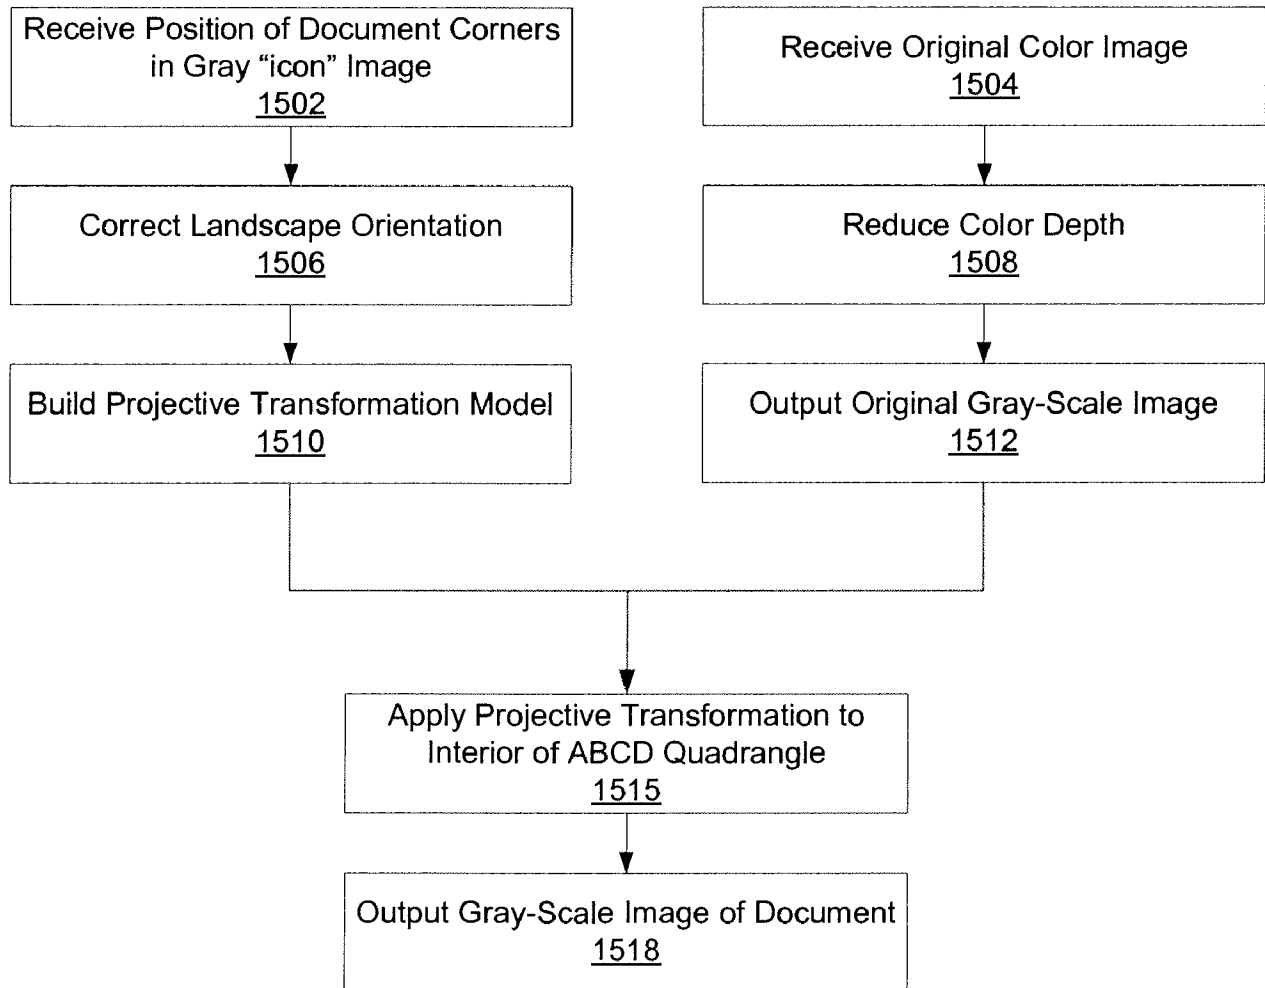 Receive Position of Document Corners
in Gray “icon” Image
1502
Receive Original Color Image
1504
Correct Landscape Orientation
1506
Reduce Color Depth
1508
Build Projective Transformation Model
1510
Output Original Gray-Scale Image
1512
Apply Projective Transformation to
Interior of ABCD Quadrangle
1515
Output Gray-Scale Image of Document
1518